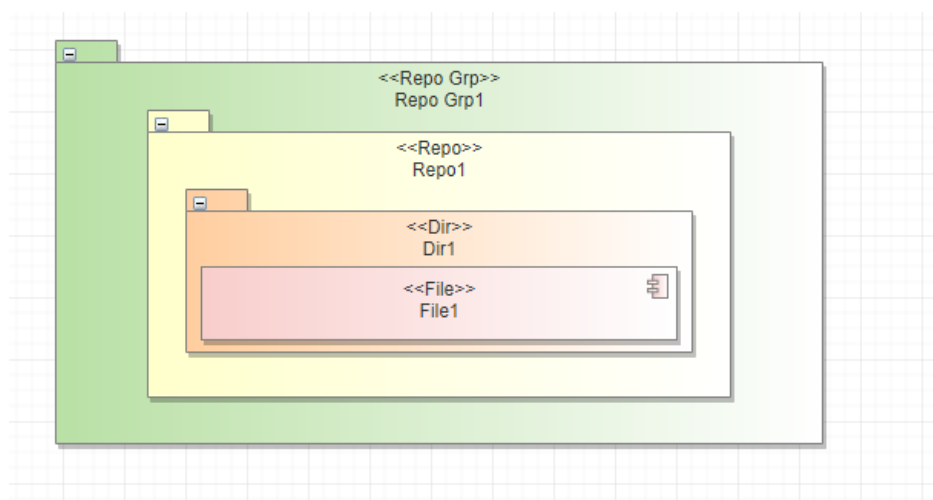 <<Repo Grp>>
Repo Grp1
<<Repo>>
Repo1
<<Dir>>
Dir1
<<File>>
File1